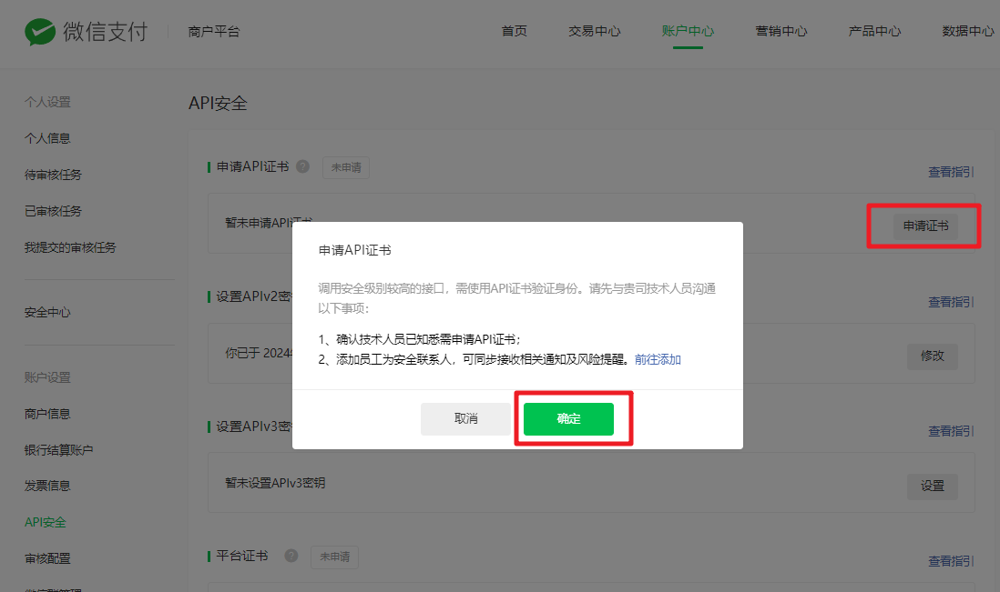 微信支付 商户平台 首页 交易中心 账户中心 营销中心 产品中心 数据中心
个人设置
API安全
个人信息
申请API证书 ? 未申请 查看指引
待审核任务
已审核任务
暂未申请API证书 申请证书
我提交的审核任务
申请API证书
调用安全级别较高的接口，需使用API证书验证身份。请先与贵司技术人员沟通
以下事项：
1、确认技术人员已知悉需申请API证书；
2、添加员工为安全联系人，可同步接收相关通知及风险提醒。前往添加
取消 确定
设置APIv2密 查看指引
安全中心
你已于 2024 修改
账户设置
商户信息
设置APIv3密 查看指引
银行结算账户
发票信息
暂未设置APIv3密钥 设置
API安全
审核配置
平台证书 ? 未申请 查看指引